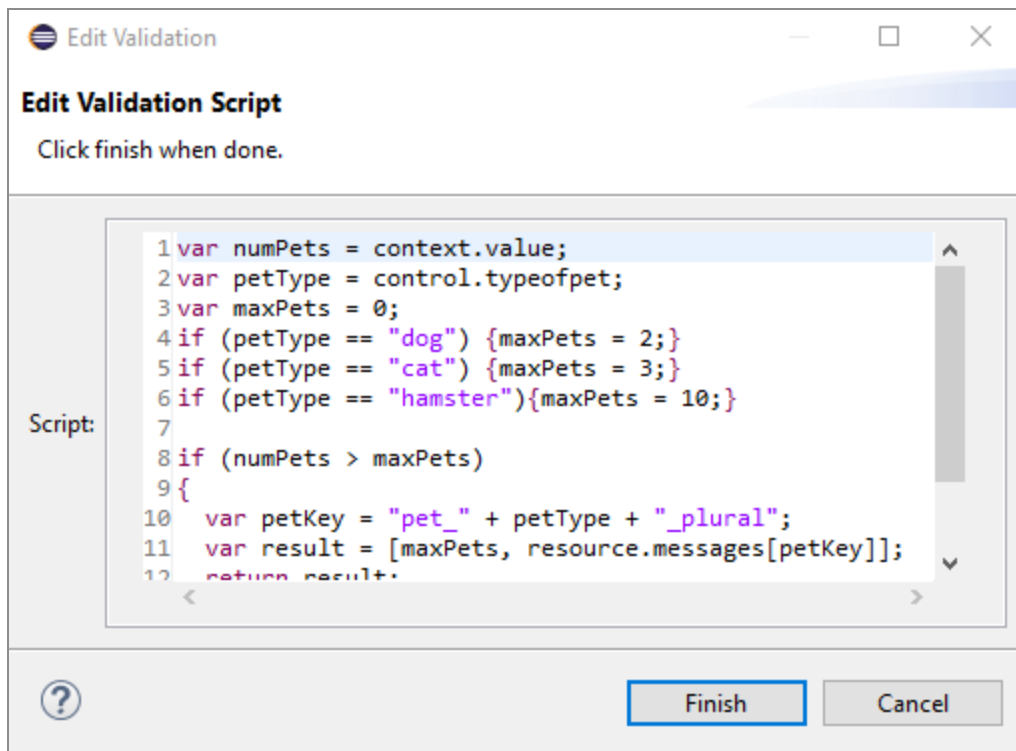 Edit Validation
Edit Validation Script
Click finish when done.
Script:
1 var numPets = context.value;
2 var petType = control.typeofpet;
3 var maxPets = 0;
4 if (petType == "dog") {maxPets = 2;}
5 if (petType == "cat") {maxPets = 3;}
6 if (petType == "hamster"){maxPets = 10;}
7
8 if (numPets > maxPets)
9 {
10   var petKey = "pet_" + petType + "_plural";
11   var result = [maxPets, resource.messages[petKey]];
12   return result;
?
Finish
Cancel